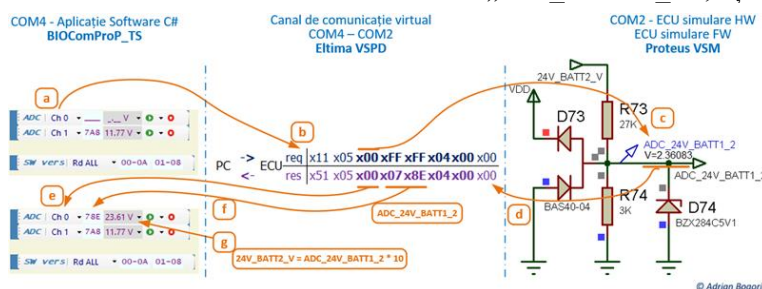 COM4 - Aplicație Software C#
BIOComProP_TS
Canal de comunicație virtual
COM4 – COM2
Eltima VSPD
COM2 - ECU simulare HW
ECU simulare FW
Proteus VSM
a
ADC Ch 0 ___ _._ V
ADC Ch 1 7A8 11.77 V
SW vers Rd ALL 00-0A 01-08
b
PC -> ECU req x11 x05 x00 xFF xFF x04 x00 x00
<- res x51 x05 x00 x07 x8E x04 x00 x00
ADC_24V_BATT1_2
e
f
ADC Ch 0 78E 23.61 V
ADC Ch 1 7A8 11.77 V
SW vers Rd ALL 00-0A 01-08
g
24V_BATT2_V = ADC_24V_BATT1_2 * 10
24V_BATT2_V
VDD
D73
R73
27K
c
ADC_24V_BATT1_2
V=2.36083
ADC_24V_BATT1_2
d
BAS40-04
R74
3K
D74
BZX284C5V1